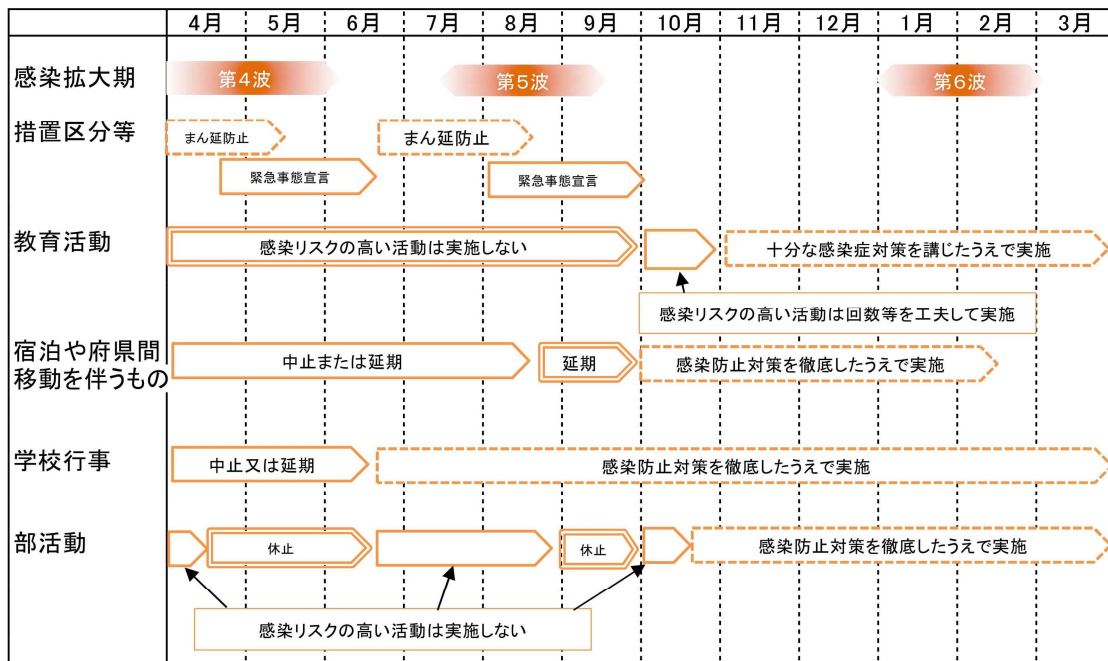 4月 5月 6月 7月 8月 9月 10月 11月 12月 1月 2月 3月
感染拡大期 第4波 第5波 第6波
措置区分等 まん延防止 まん延防止
緊急事態宣言 緊急事態宣言
教育活動 感染リスクの高い活動は実施しない 十分な感染症対策を講じたうえで実施
感染リスクの高い活動は回数等を工夫して実施
宿泊や府県間
移動を伴うもの 中止または延期 延期 感染防止対策を徹底したうえで実施
学校行事 中止又は延期 感染防止対策を徹底したうえで実施
部活動 休止 休止 感染防止対策を徹底したうえで実施
感染リスクの高い活動は実施しない